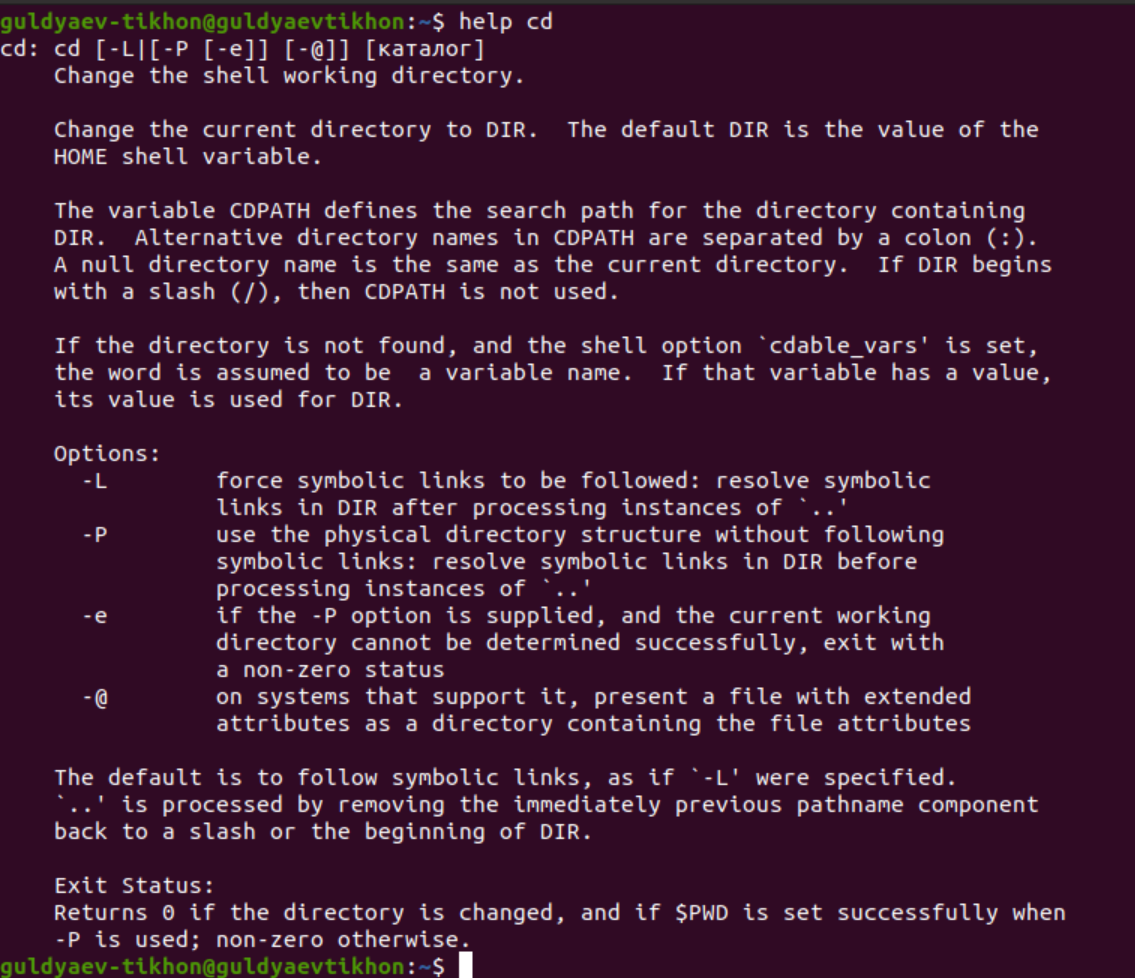 guldyaev-tikhon@guldyaevtikhon:~$ help cd
cd: cd [-L|[-P [-e]] [-@]] [каталог]
    Change the shell working directory.

    Change the current directory to DIR.  The default DIR is the value of the
    HOME shell variable.

    The variable CDPATH defines the search path for the directory containing
    DIR.  Alternative directory names in CDPATH are separated by a colon (:).
    A null directory name is the same as the current directory.  If DIR begins
    with a slash (/), then CDPATH is not used.

    If the directory is not found, and the shell option `cdable_vars' is set,
    the word is assumed to be  a variable name.  If that variable has a value,
    its value is used for DIR.

    Options:
      -L        force symbolic links to be followed: resolve symbolic
                links in DIR after processing instances of `..'
      -P        use the physical directory structure without following
                symbolic links: resolve symbolic links in DIR before
                processing instances of `..'
      -e        if the -P option is supplied, and the current working
                directory cannot be determined successfully, exit with
                a non-zero status
      -@        on systems that support it, present a file with extended
                attributes as a directory containing the file attributes

    The default is to follow symbolic links, as if `-L' were specified.
    `..' is processed by removing the immediately previous pathname component
    back to a slash or the beginning of DIR.

    Exit Status:
    Returns 0 if the directory is changed, and if $PWD is set successfully when
    -P is used; non-zero otherwise.
guldyaev-tikhon@guldyaevtikhon:~$